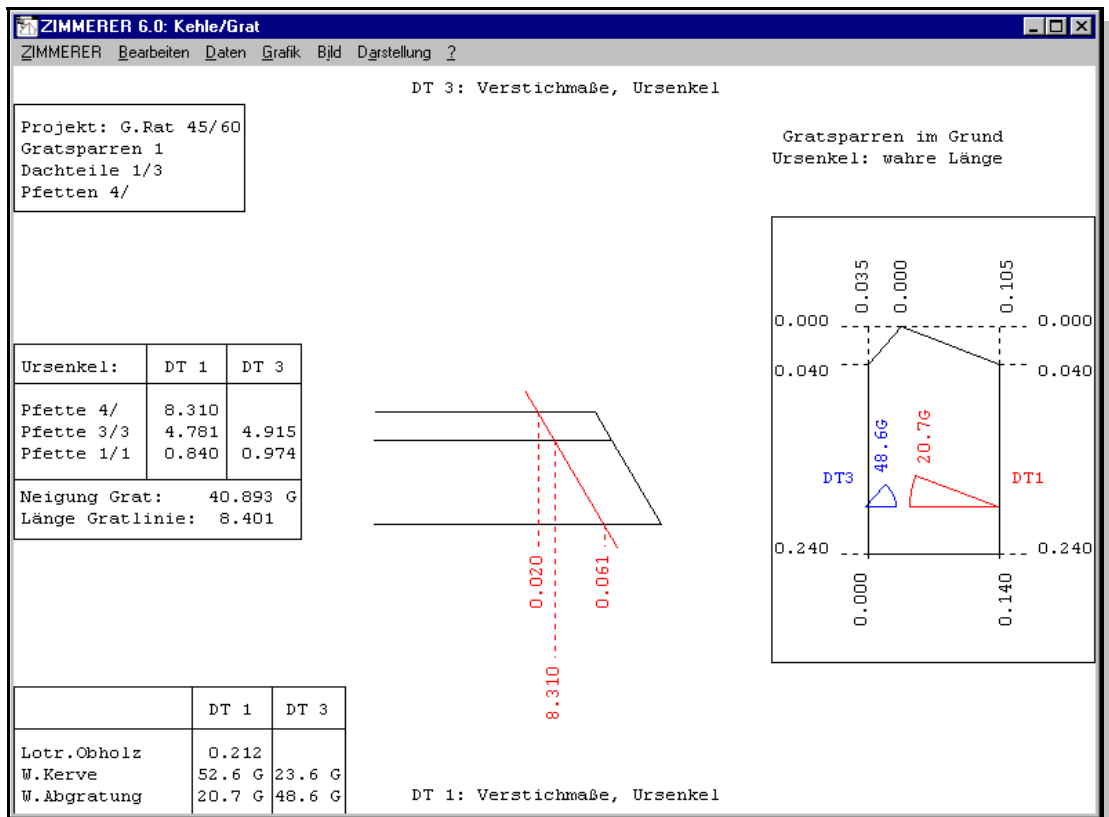 ZIMMERER 6.0: Kehle/Grat
ZIMMERER Bearbeiten Daten Grafik Bild Darstellung ?
DT 3: Verstichmaße, Ursenkel
Projekt: G.Rat 45/60
Gratsparren 1
Dachteile 1/3
Pfetten 4/
Gratsparren im Grund
Ursenkel: wahre Länge
0.035 0.000 0.105
0.000 0.000
0.040 0.040
48.6G 20.7G
DT3 DT1
0.240 0.240
0.000 0.140
Ursenkel: DT 1 DT 3
Pfette 4/ 8.310
Pfette 3/3 4.781 4.915
Pfette 1/1 0.840 0.974
Neigung Grat: 40.893 G
Länge Gratlinie: 8.401
0.020 0.061
8.310
DT 1 DT 3
Lotr.Obholz 0.212
W.Kerve 52.6 G 23.6 G
W.Abgratung 20.7 G 48.6 G
DT 1: Verstichmaße, Ursenkel